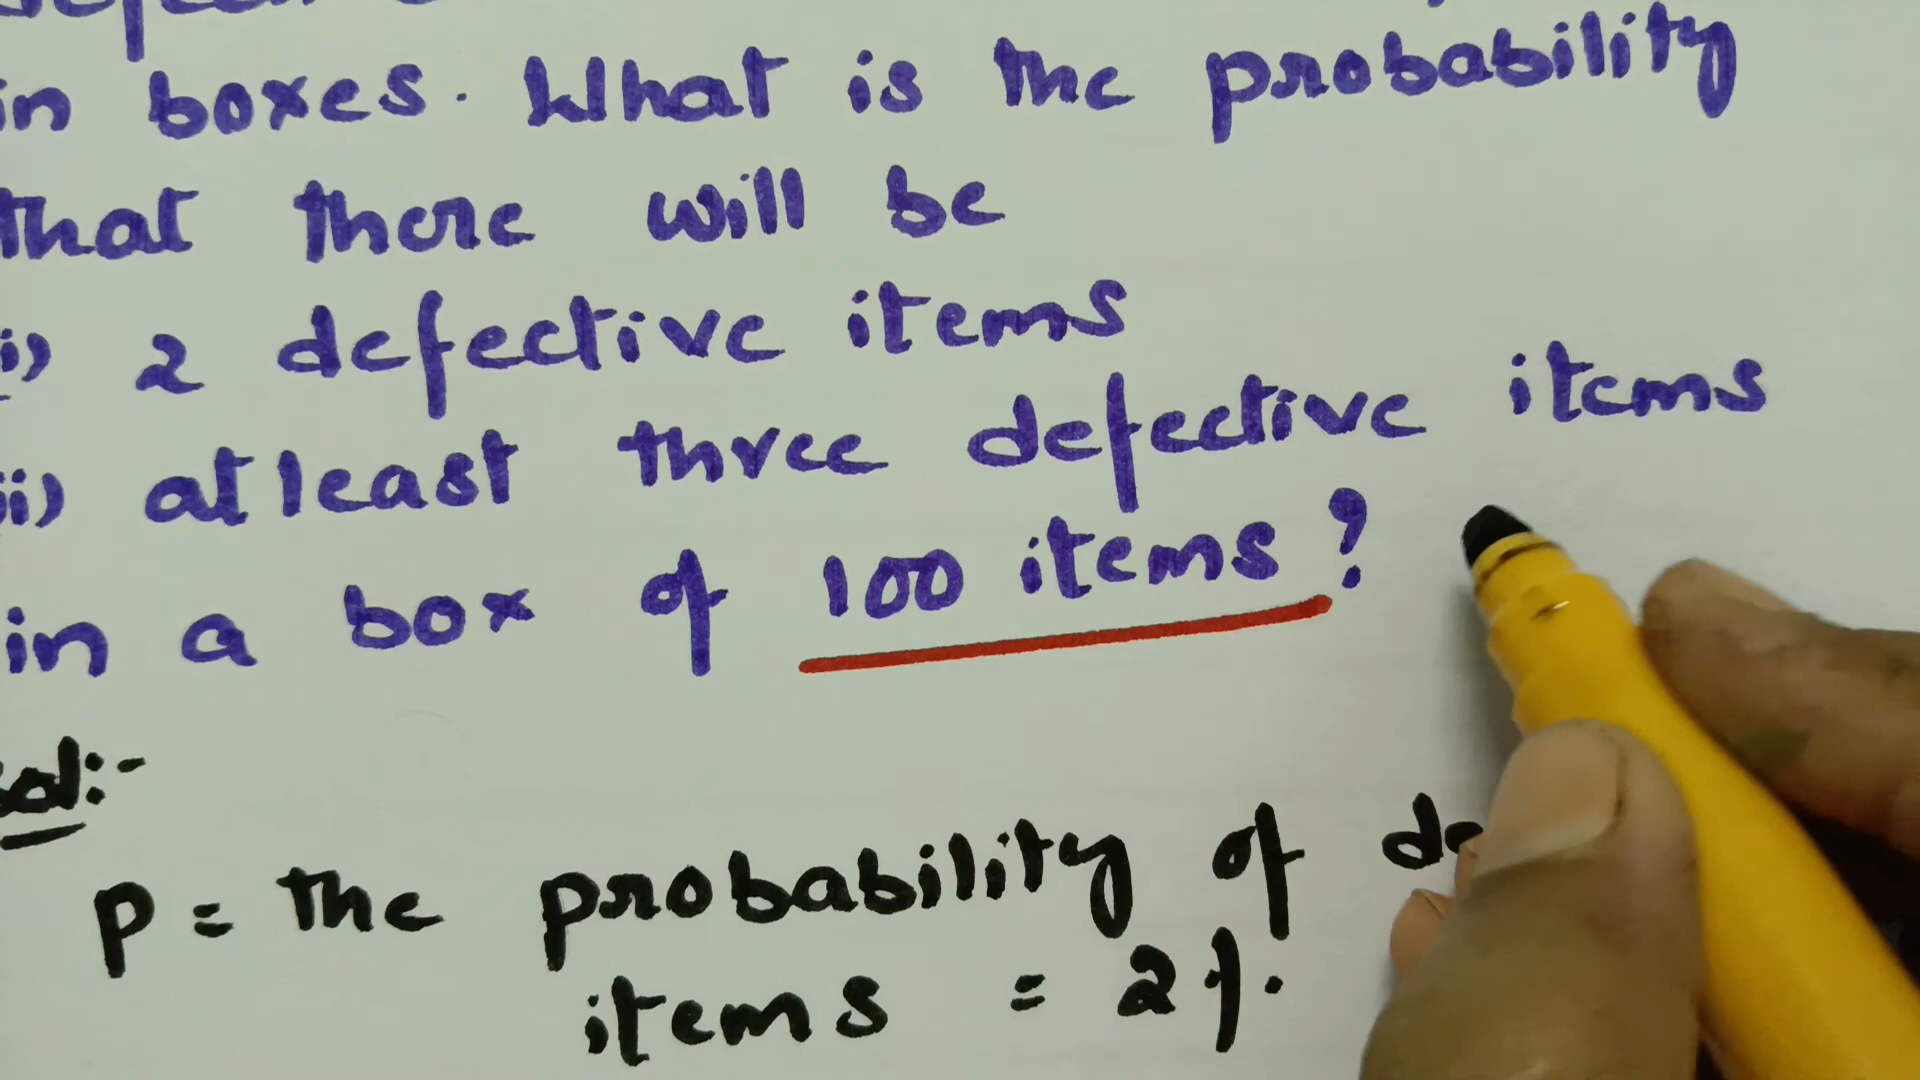 in boxes. What is the probability
that there will be
i) 2 defective items
ii) atleast three defective items
in a box of 100 items?
Sol:-
P = the probability of de
items = 2%.